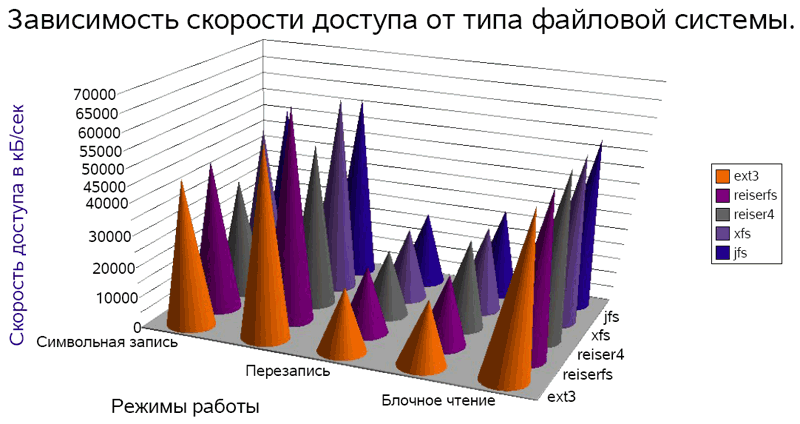 Зависимость скорости доступа от типа файловой системы.
Скорость доступа в кБ/сек
70000
65000
60000
55000
50000
45000
40000
30000
20000
10000
0
Символьная запись
Перезапись
Блочное чтение
Режимы работы
jfs
xfs
reiser4
reiserfs
ext3
ext3
reiserfs
reiser4
xfs
jfs